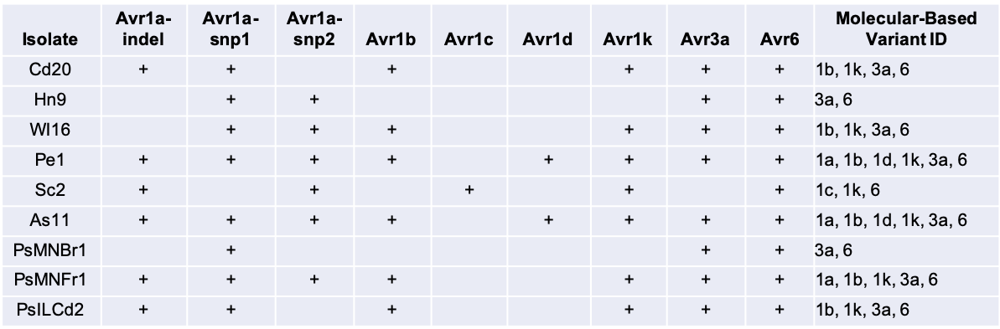 Isolate Avr1a-indel Avr1a-snp1 Avr1a-snp2 Avr1b Avr1c Avr1d Avr1k Avr3a Avr6 Molecular-Based Variant ID
Cd20 + + + + + + 1b, 1k, 3a, 6
Hn9 + + + + 3a, 6
WI16 + + + + + + 1b, 1k, 3a, 6
Pe1 + + + + + + + + 1a, 1b, 1d, 1k, 3a, 6
Sc2 + + + + + 1c, 1k, 6
As11 + + + + + + + + 1a, 1b, 1d, 1k, 3a, 6
PsMNBr1 + + + 3a, 6
PsMNFr1 + + + + + + + 1a, 1b, 1k, 3a, 6
PsILCd2 + + + + + + 1b, 1k, 3a, 6